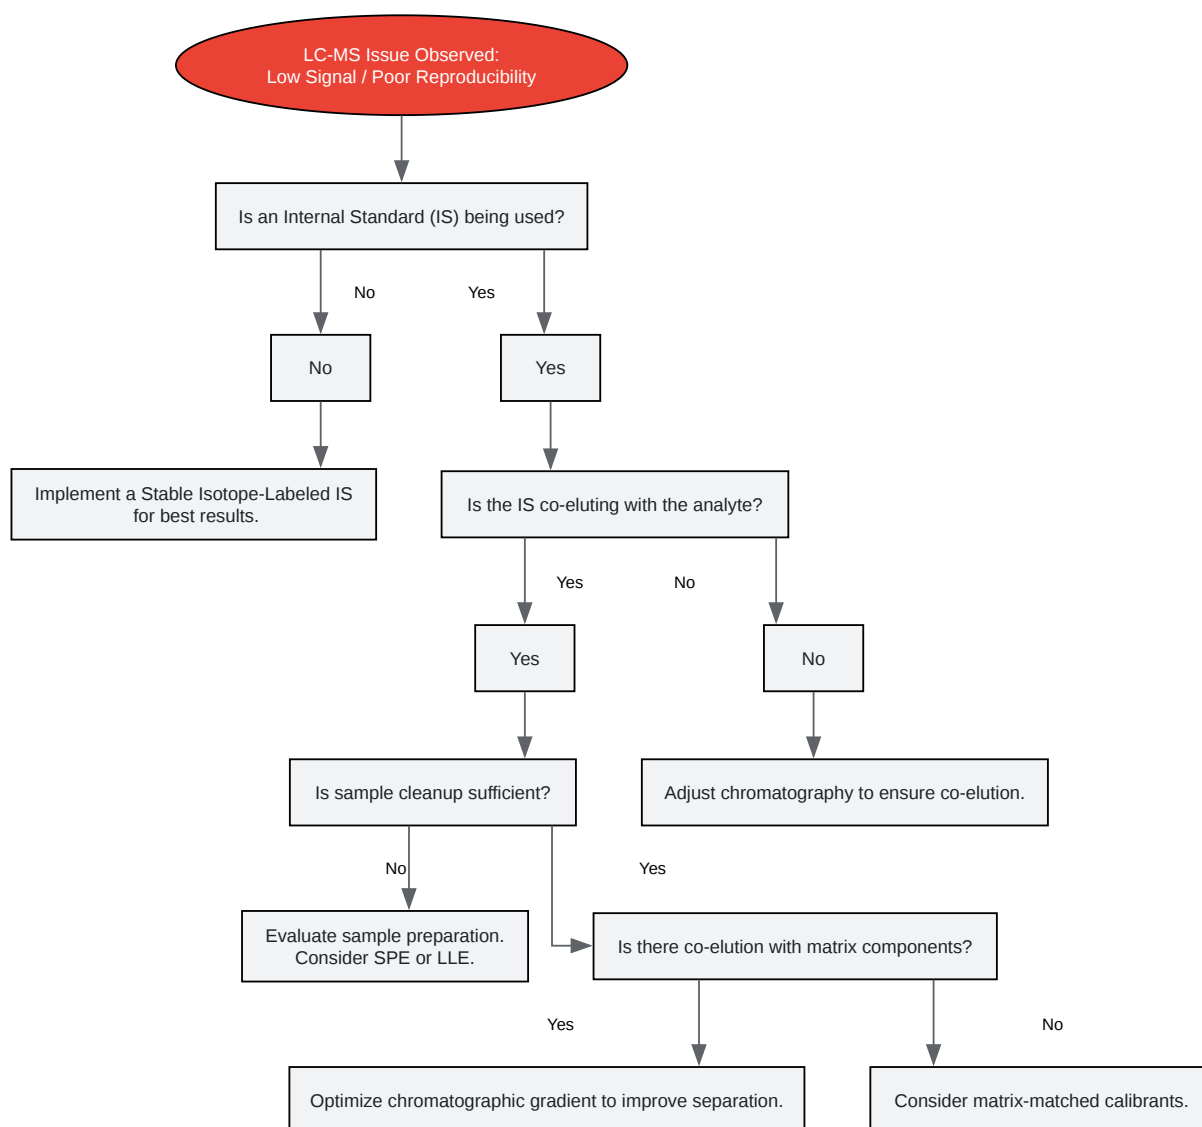 LC-MS Issue Observed:
Low Signal / Poor Reproducibility
Is an Internal Standard (IS) being used?
No
Yes
No
Yes
Implement a Stable Isotope-Labeled IS
for best results.
Is the IS co-eluting with the analyte?
Yes
No
Yes
No
Is sample cleanup sufficient?
Adjust chromatography to ensure co-elution.
No
Yes
Evaluate sample preparation.
Consider SPE or LLE.
Is there co-elution with matrix components?
Yes
No
Optimize chromatographic gradient to improve separation.
Consider matrix-matched calibrants.